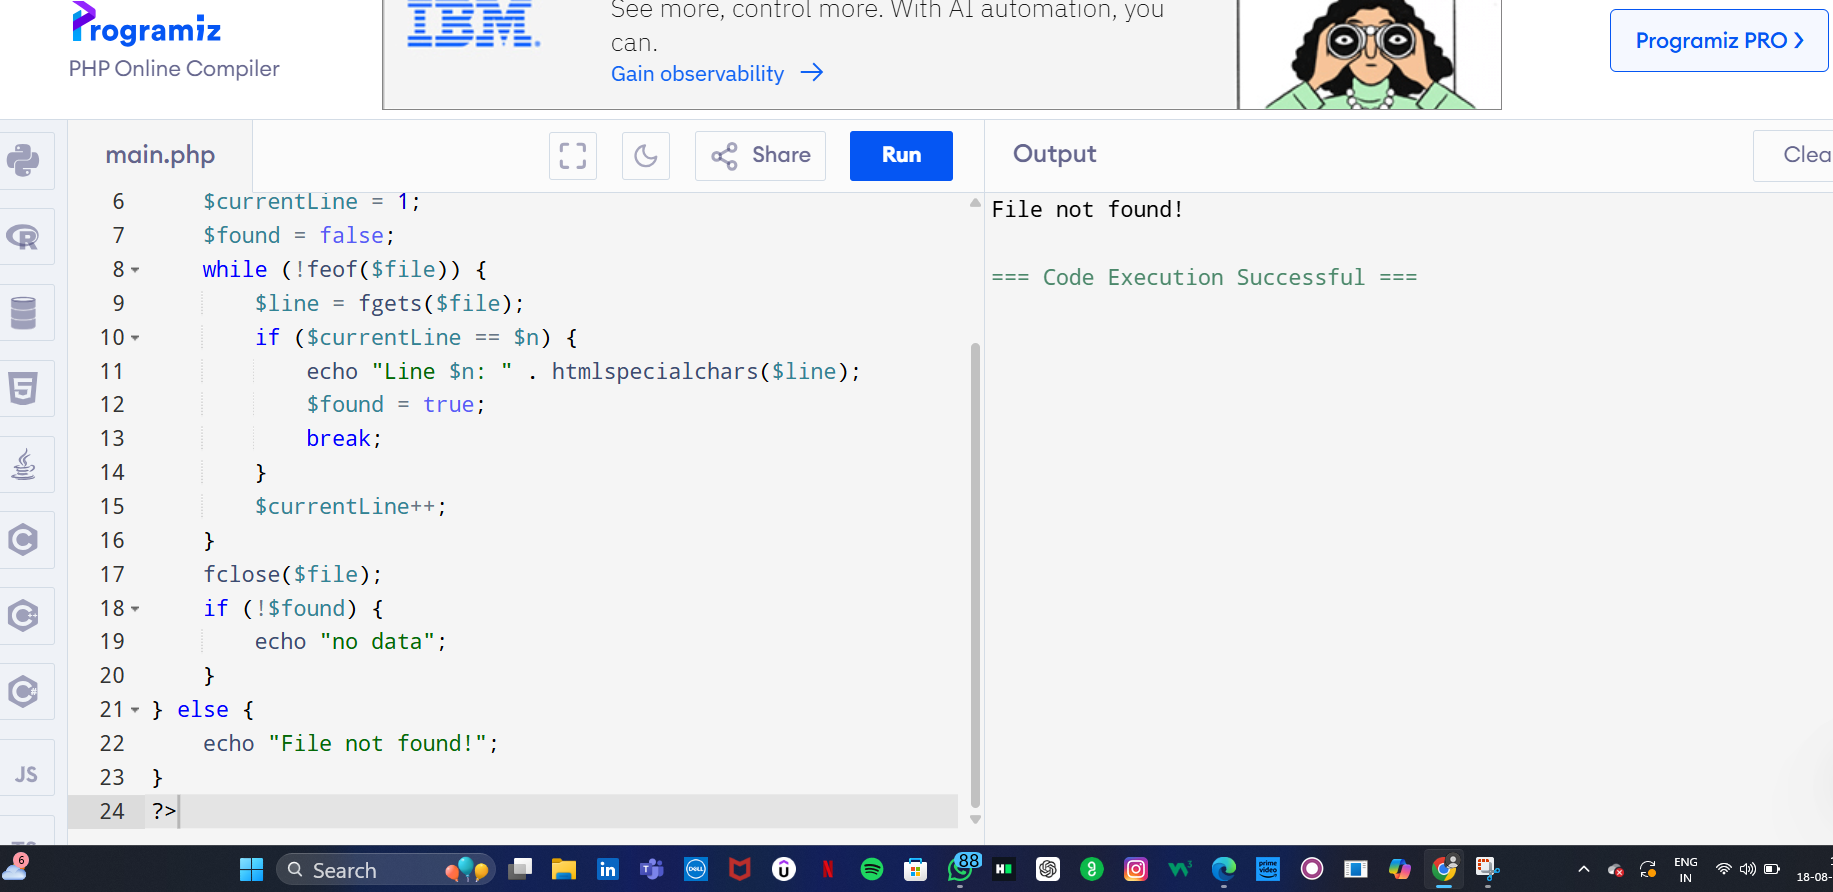 Programiz
PHP Online Compiler
IBM.
See more, control more. With AI automation, you
can.
Gain observability →
Programiz PRO >
main.php
Share
Run
Output
Clea
6 $currentLine = 1;
7 $found = false;
8 while (!feof($file)) {
9 $line = fgets($file);
10 if ($currentLine == $n) {
11 echo "Line $n: " . htmlspecialchars($line);
12 $found = true;
13 break;
14 }
15 $currentLine++;
16 }
17 fclose($file);
18 if (!$found) {
19 echo "no data";
20 }
21 } else {
22 echo "File not found!";
23 }
24 ?>
File not found!
=== Code Execution Successful ===
JS
6
Search
88
ENG
IN
18-08-